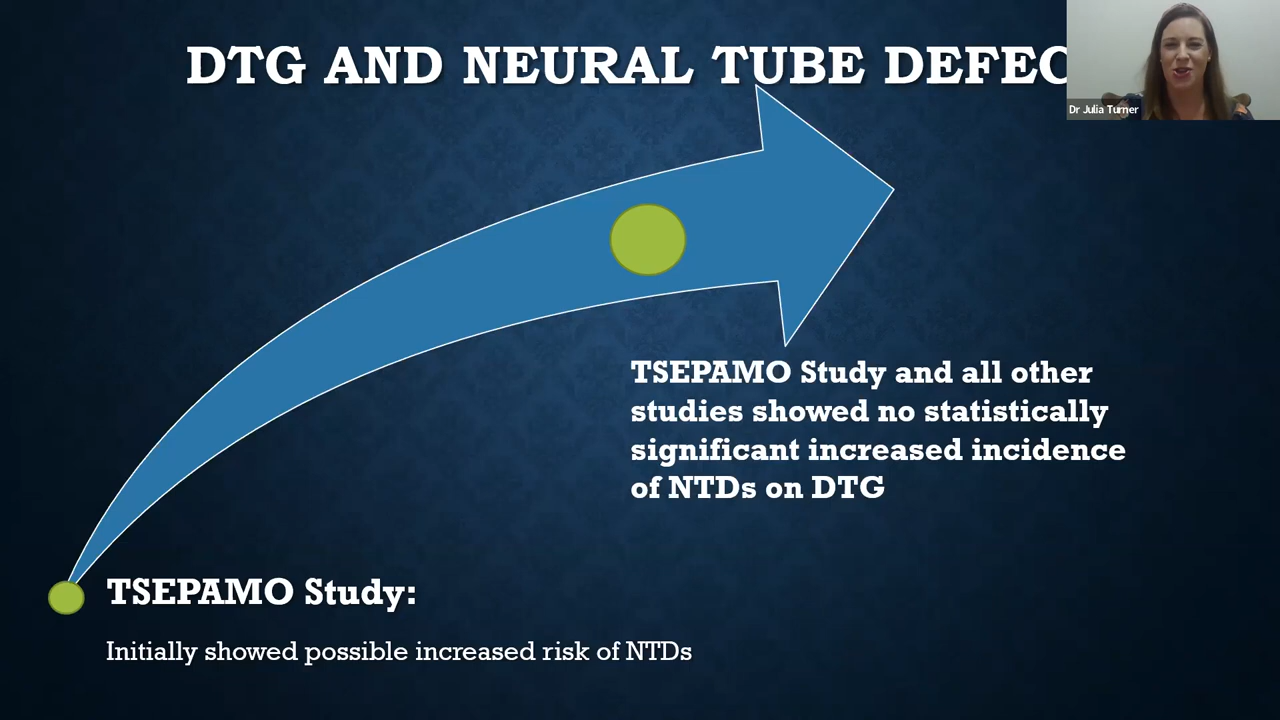 DTG AND NEURAL TUBE DEFEC
Dr Julia Turner
TSEPAMO Study and all other
studies showed no statistically
significant increased incidence
of NTDs on DTG
TSEPAMO Study:
Initially showed possible increased risk of NTDs